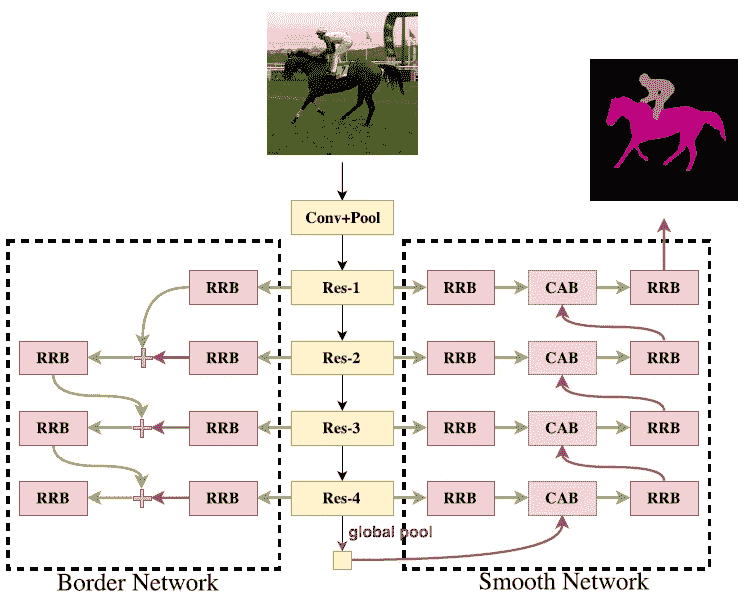 Conv+Pool
RRB Res-1 RRB CAB RRB
RRB RRB Res-2 RRB CAB RRB
RRB RRB Res-3 RRB CAB RRB
RRB RRB Res-4 RRB CAB RRB
global pool
Border Network Smooth Network